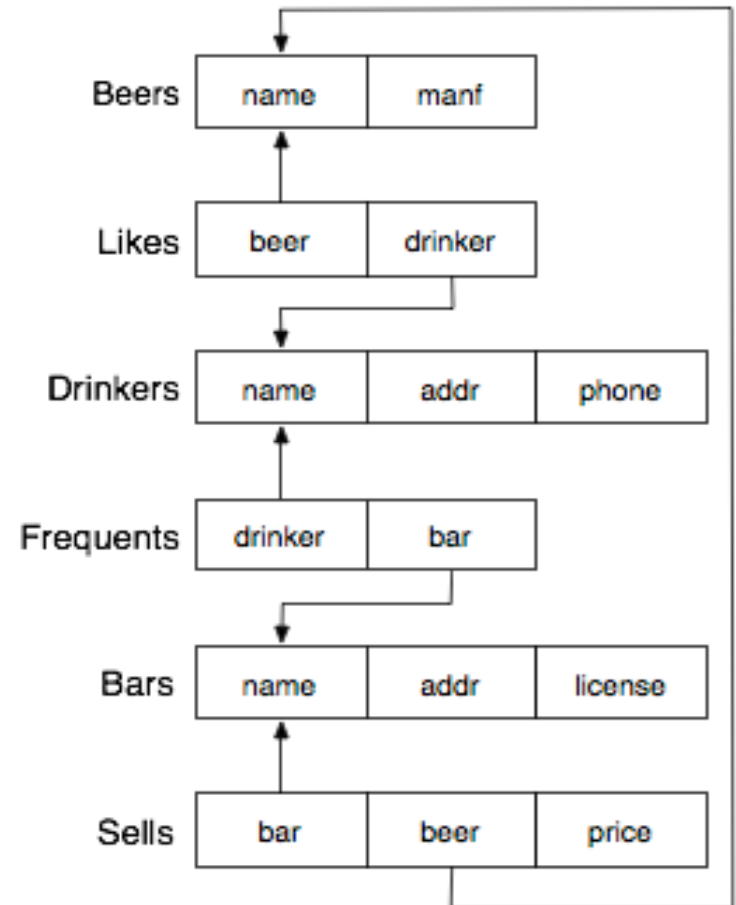 Beers name manf
Likes beer drinker
Drinkers name addr phone
Frequents drinker bar
Bars name addr license
Sells bar beer price